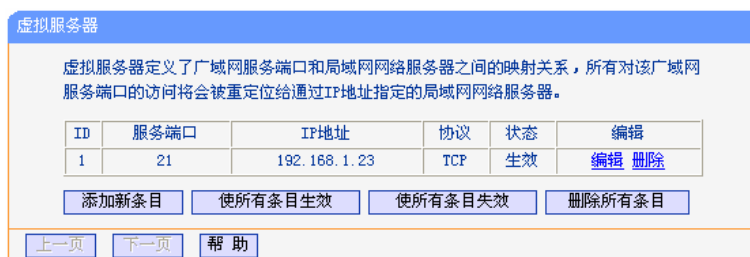 虚拟服务器
虚拟服务器定义了广域网服务端口和局域网网络服务器之间的映射关系，所有对该广域网
服务端口的访问将会被重定位给通过IP地址指定的局域网网络服务器。
ID 服务端口 IP地址 协议 状态 编辑
1 21 192.168.1.23 TCP 生效 编辑 删除
添加新条目 使所有条目生效 使所有条目失效 删除所有条目
上一页 下一页 帮 助